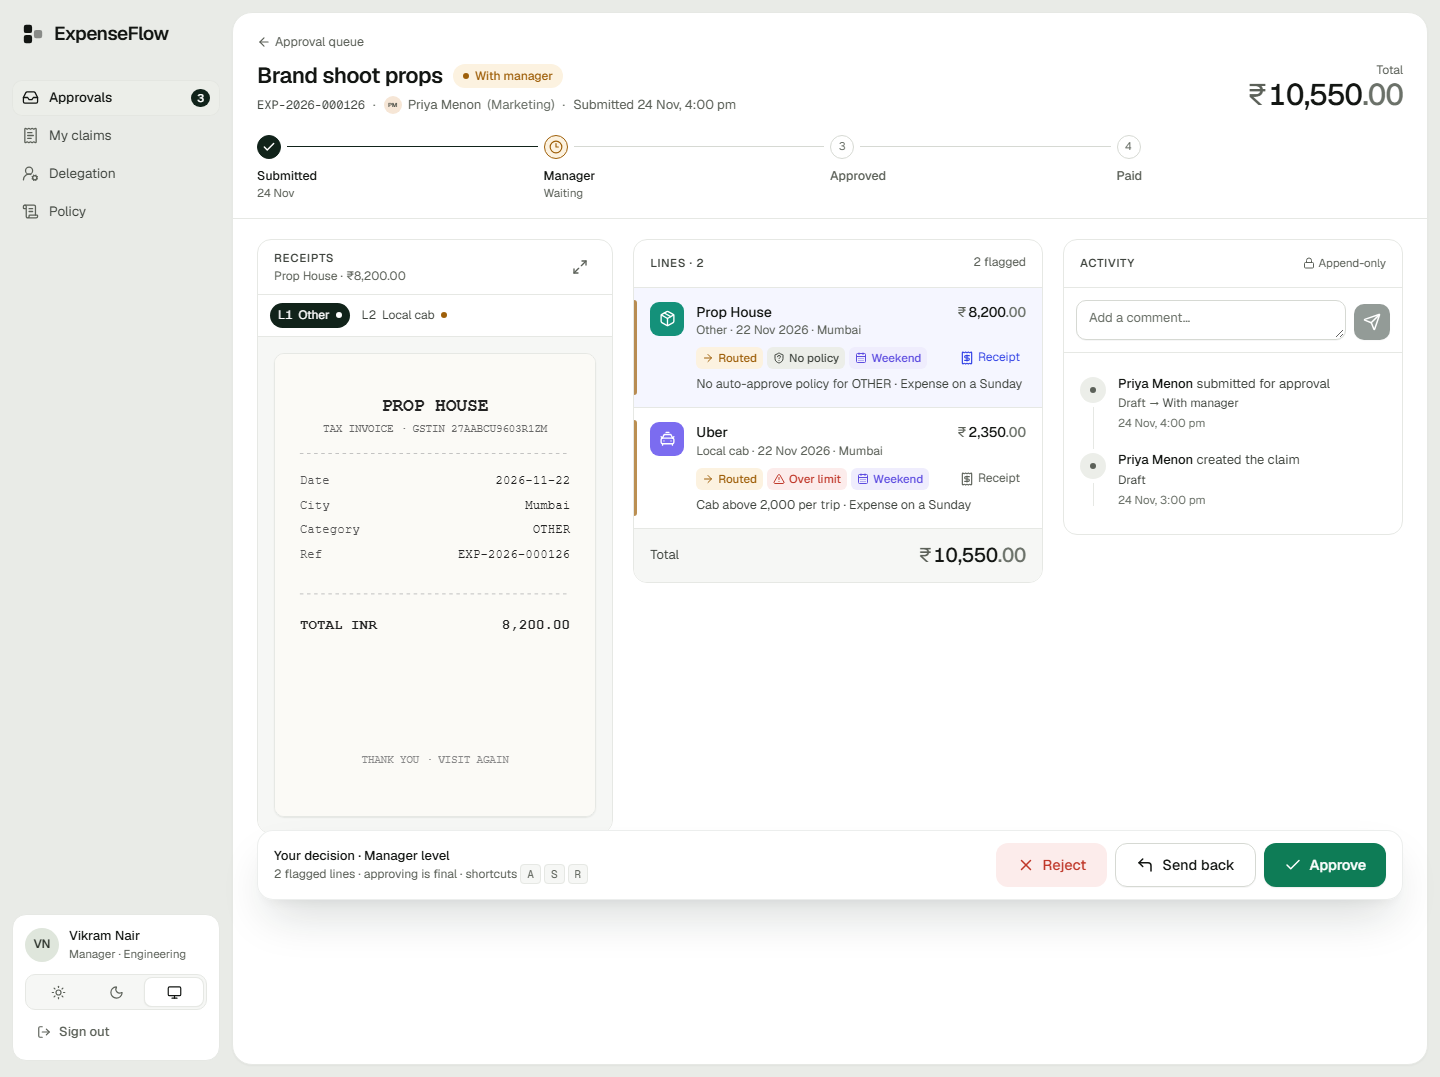 ExpenseFlow
Approvals 3
My claims
Delegation
Policy
VN
Vikram Nair
Manager · Engineering
Sign out
Approval queue
Brand shoot props
With manager
EXP-2026-000126 · PM Priya Menon (Marketing) · Submitted 24 Nov, 4:00 pm
Total
₹10,550.00
3
4
Submitted
24 Nov
Manager
Waiting
Approved
Paid
RECEIPTS
Prop House · ₹8,200.00
L1 Other
L2 Local cab
PROP HOUSE
TAX INVOICE · GSTIN 27AABCU9603R1ZM
Date 2026-11-22
City Mumbai
Category OTHER
Ref EXP-2026-000126
TOTAL INR 8,200.00
THANK YOU · VISIT AGAIN
LINES · 2
2 flagged
Prop House ₹8,200.00
Other · 22 Nov 2026 · Mumbai
Routed No policy Weekend Receipt
No auto-approve policy for OTHER · Expense on a Sunday
Uber ₹2,350.00
Local cab · 22 Nov 2026 · Mumbai
Routed Over limit Weekend Receipt
Cab above 2,000 per trip · Expense on a Sunday
Total ₹10,550.00
ACTIVITY
Append-only
Add a comment...
Priya Menon submitted for approval
Draft → With manager
24 Nov, 4:00 pm
Priya Menon created the claim
Draft
24 Nov, 3:00 pm
Your decision · Manager level
2 flagged lines · approving is final · shortcuts A S R
Reject
Send back
Approve